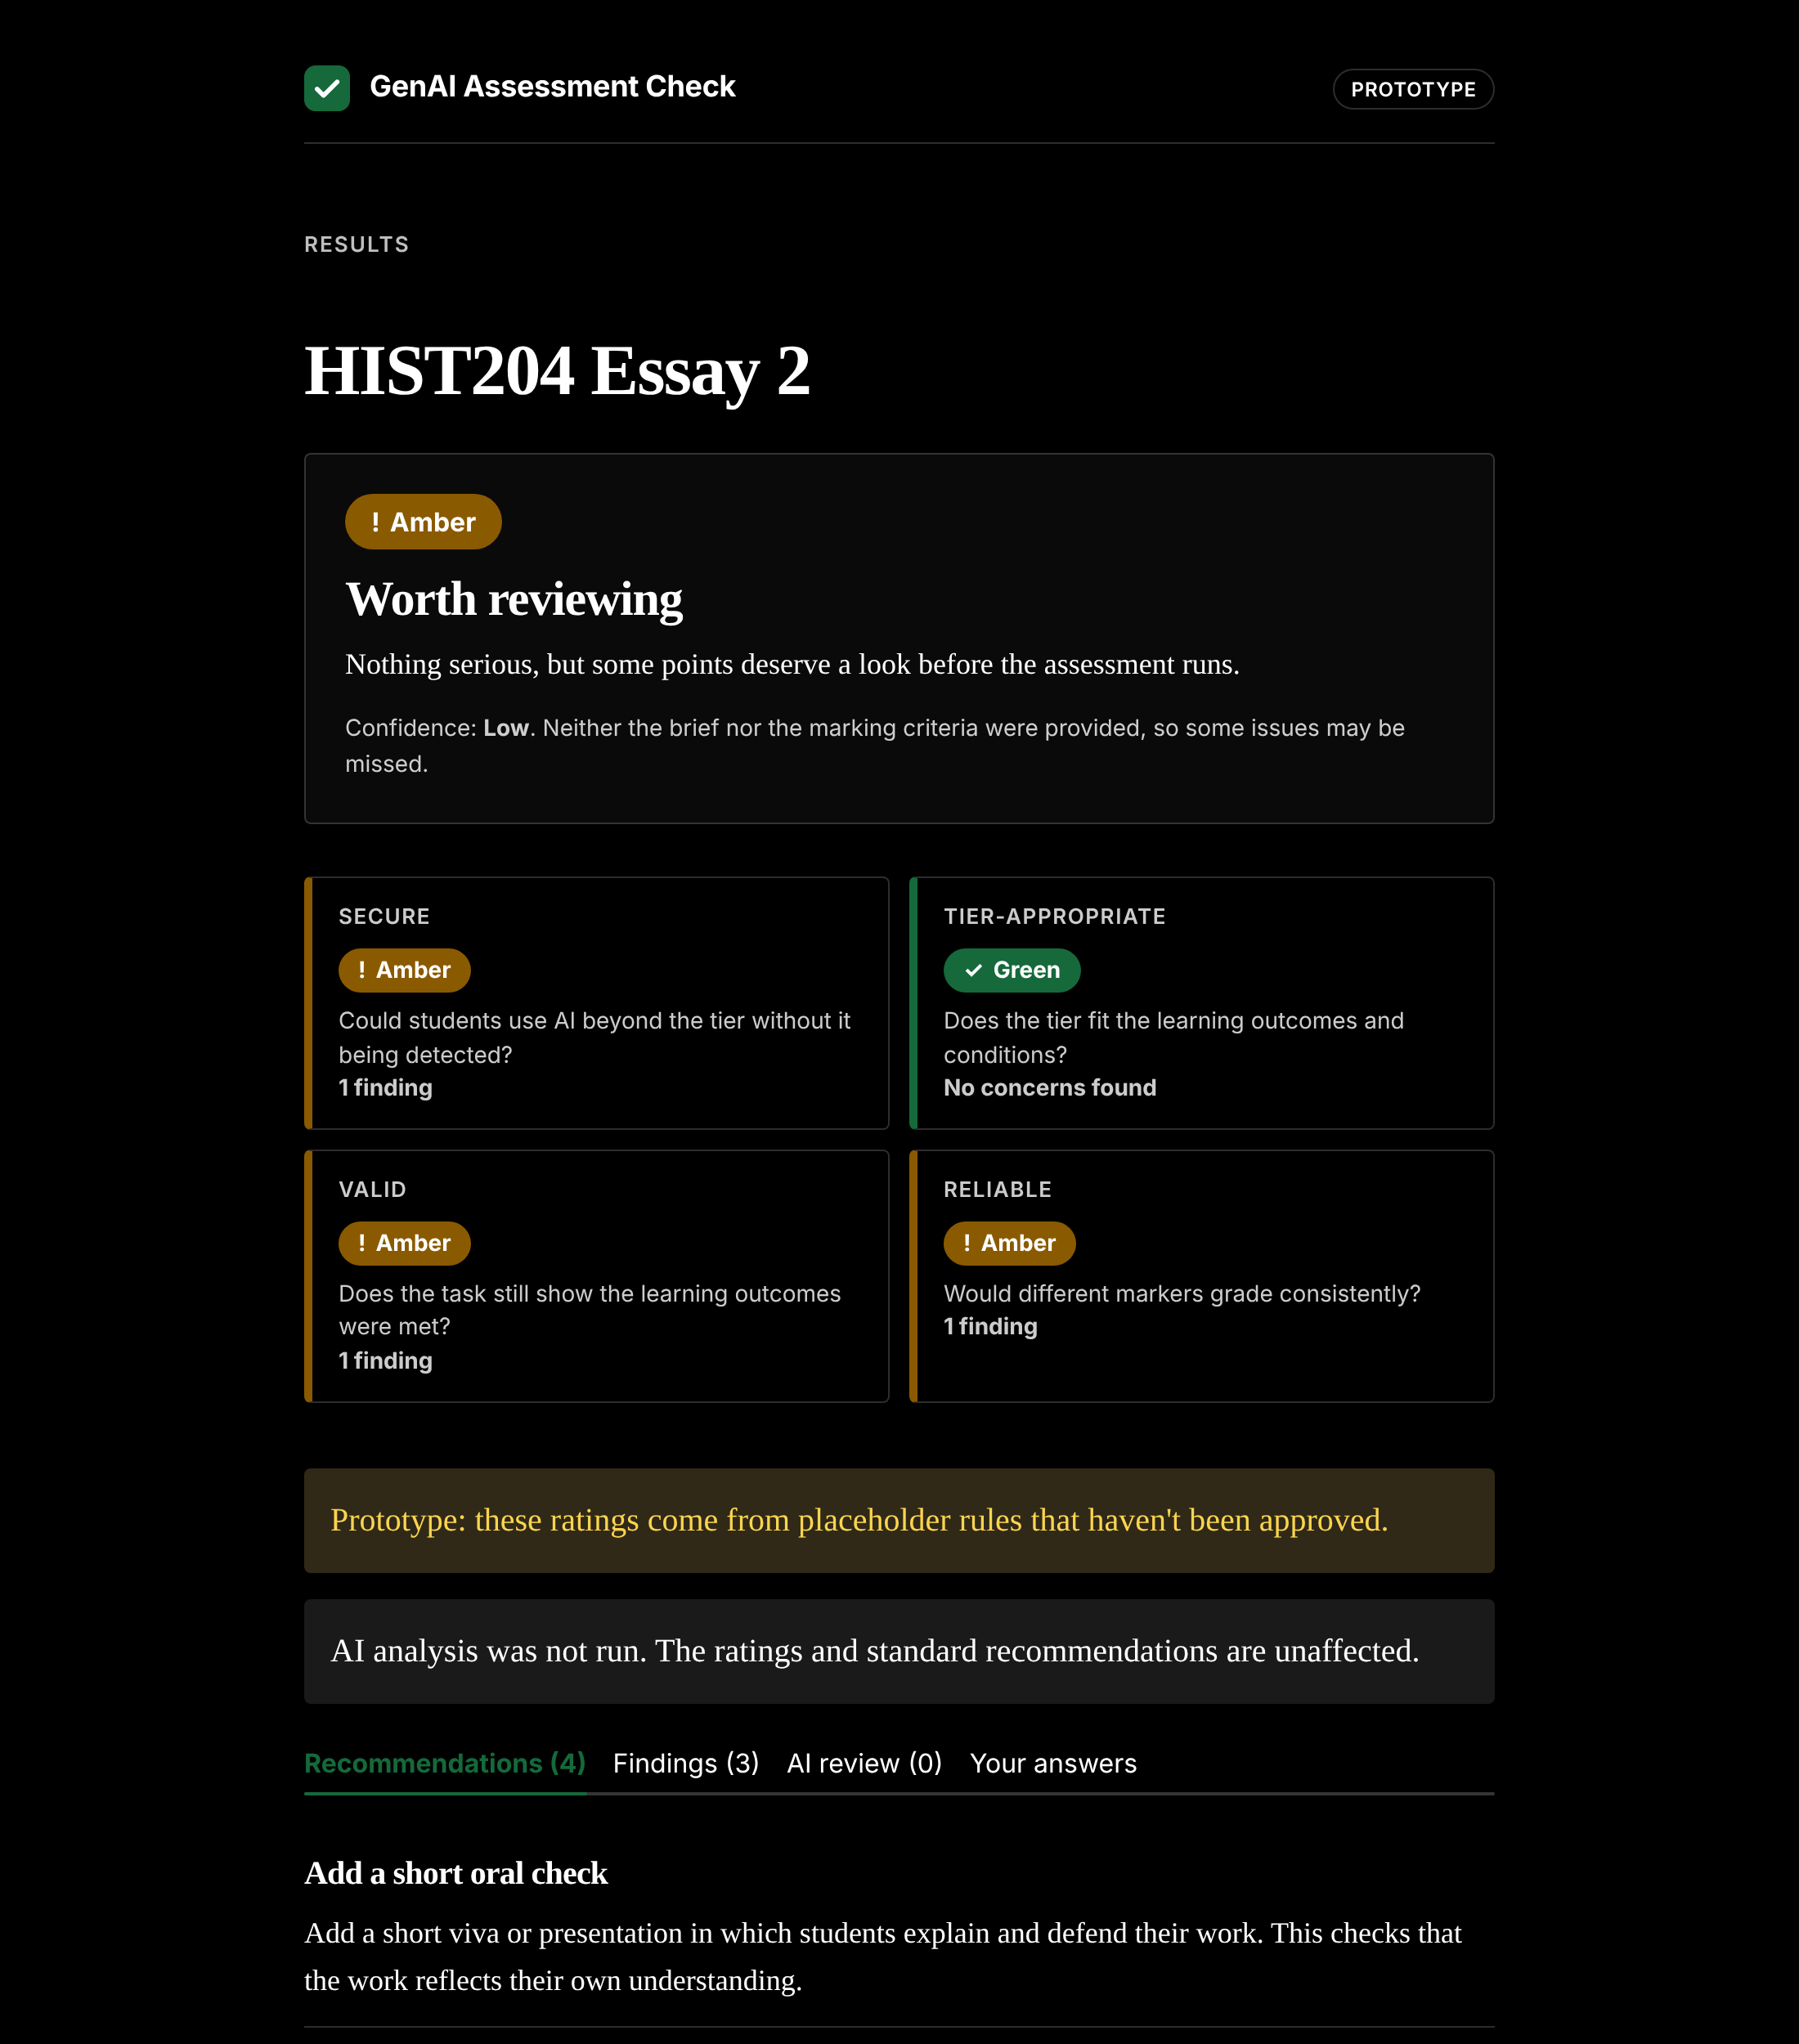 GenAI Assessment Check
PROTOTYPE
RESULTS
HIST204 Essay 2
! Amber
Worth reviewing
Nothing serious, but some points deserve a look before the assessment runs.
Confidence: Low. Neither the brief nor the marking criteria were provided, so some issues may be
missed.
SECURE
! Amber
Could students use AI beyond the tier without it
being detected?
1 finding
TIER-APPROPRIATE
✓ Green
Does the tier fit the learning outcomes and
conditions?
No concerns found
VALID
! Amber
Does the task still show the learning outcomes
were met?
1 finding
RELIABLE
! Amber
Would different markers grade consistently?
1 finding
Prototype: these ratings come from placeholder rules that haven't been approved.
AI analysis was not run. The ratings and standard recommendations are unaffected.
Recommendations (4) Findings (3) AI review (0) Your answers
Add a short oral check
Add a short viva or presentation in which students explain and defend their work. This checks that
the work reflects their own understanding.